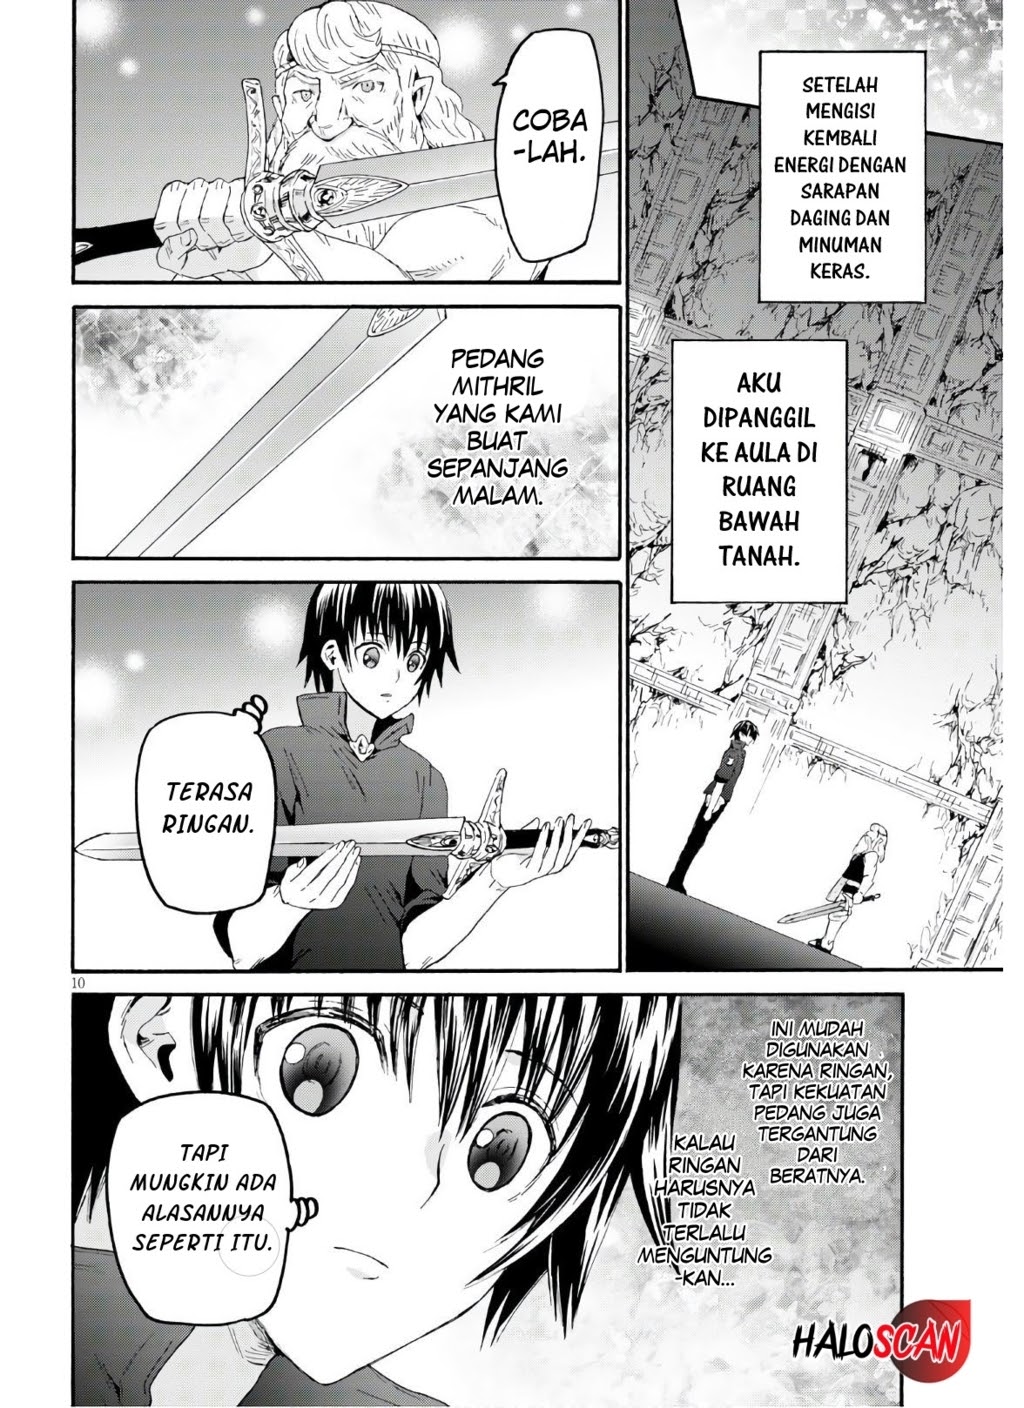 SETELAH
MENGISI
KEMBALI
ENERGI DENGAN
SARAPAN
DAGING DAN
MINUMAN
KERAS.
AKU
DIPANGGIL
KE AULA DI
RUANG
BAWAH
TANAH.
COBA
-LAH.
PEDANG
MITHRIL
YANG KAMI
BUAT
SEPANJANG
MALAM.
TERASA
RINGAN.
10
INI MUDAH
DIGUNAKAN
KARENA RINGAN,
TAPI KEKUATAN
PEDANG JUGA
TERGANTUNG
DARI
BERATNYA.
KALAU
RINGAN
HARUSNYA
TIDAK
TERLALU
MENGUNTUNG
-KAN...
TAPI
MUNGKIN ADA
ALASANNYA
SEPERTI ITU.
HALOSCAN